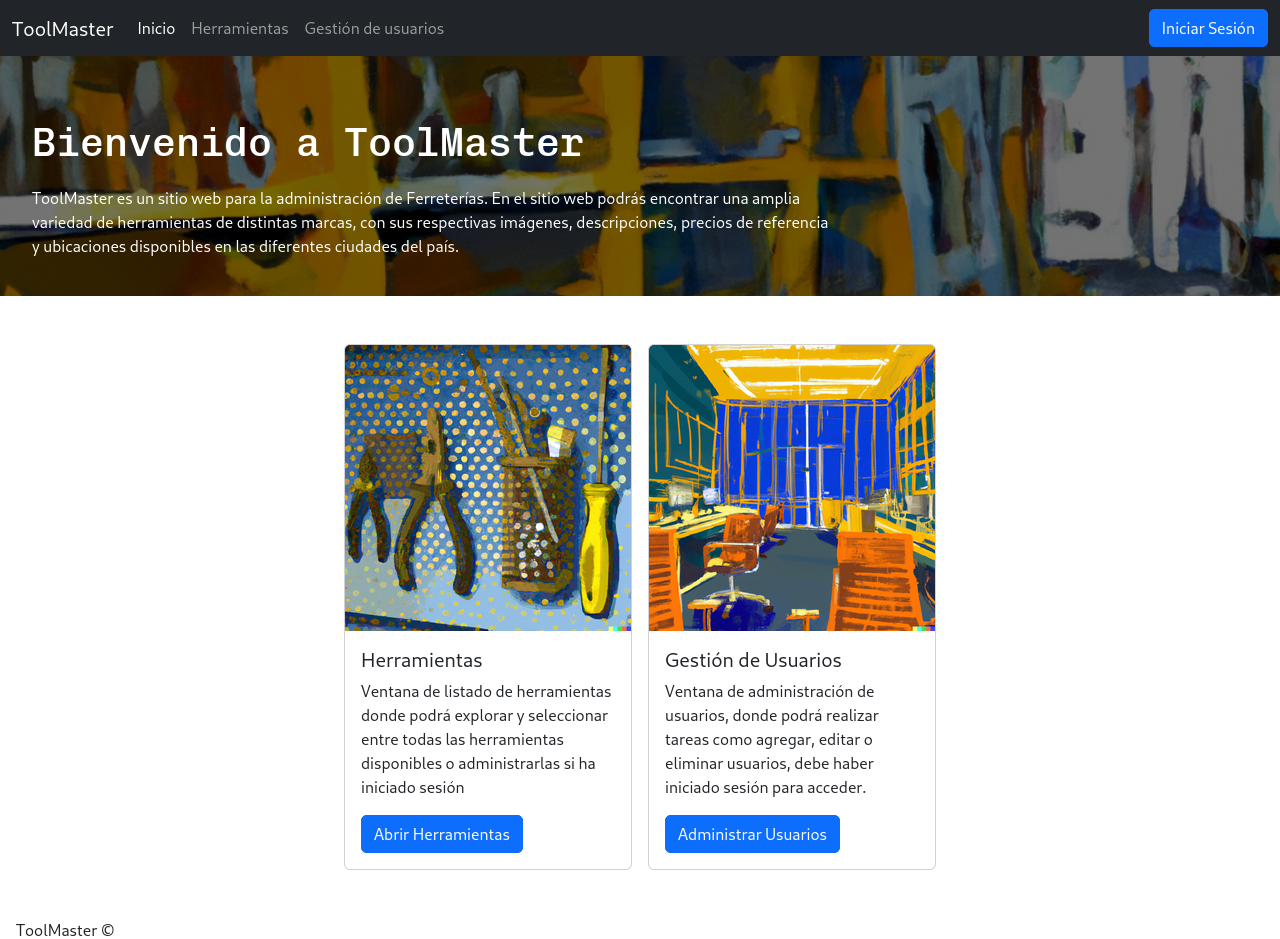 ToolMaster Inicio Herramientas Gestión de usuarios Iniciar Sesión
Bienvenido a ToolMaster
ToolMaster es un sitio web para la administración de Ferreterías. En el sitio web podrás encontrar una amplia
variedad de herramientas de distintas marcas, con sus respectivas imágenes, descripciones, precios de referencia
y ubicaciones disponibles en las diferentes ciudades del país.
Herramientas
Ventana de listado de herramientas
donde podrá explorar y seleccionar
entre todas las herramientas
disponibles o administrarlas si ha
iniciado sesión
Abrir Herramientas
Gestión de Usuarios
Ventana de administración de
usuarios, donde podrá realizar
tareas como agregar, editar o
eliminar usuarios, debe haber
iniciado sesión para acceder.
Administrar Usuarios
ToolMaster ©